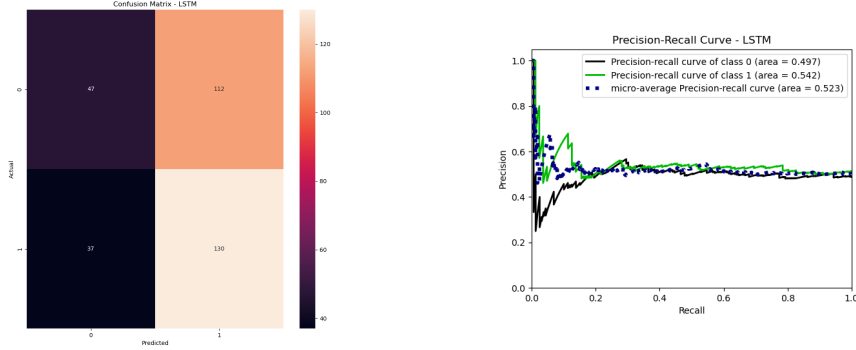 Confusion Matrix - LSTM
0
1
Actual
47
112
37
130
0
1
Predicted
120
100
80
60
40
Precision-Recall Curve - LSTM
Precision-recall curve of class 0 (area = 0.497)
Precision-recall curve of class 1 (area = 0.542)
micro-average Precision-recall curve (area = 0.523)
Precision
1.0
0.8
0.6
0.4
0.2
0.0
0.0 0.2 0.4 0.6 0.8 1.0
Recall